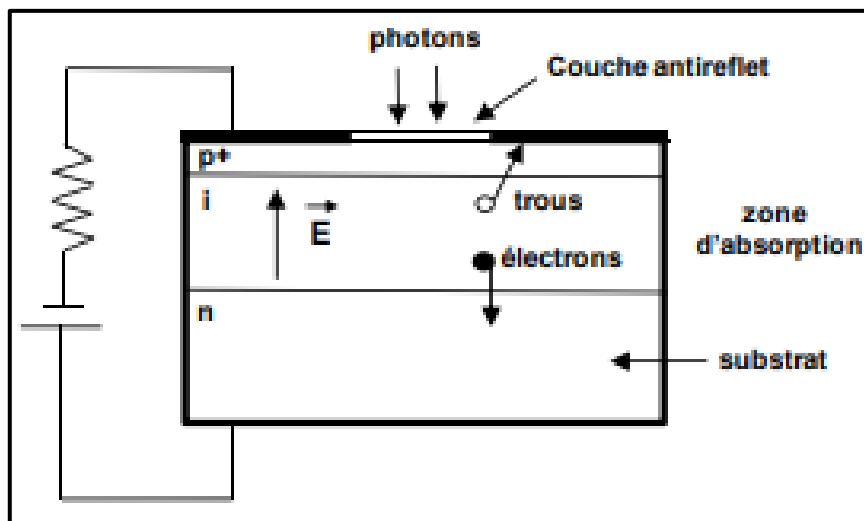 photons
Couche antireflet
p+
i
E
trous
zone
d'absorption
électrons
n
substrat